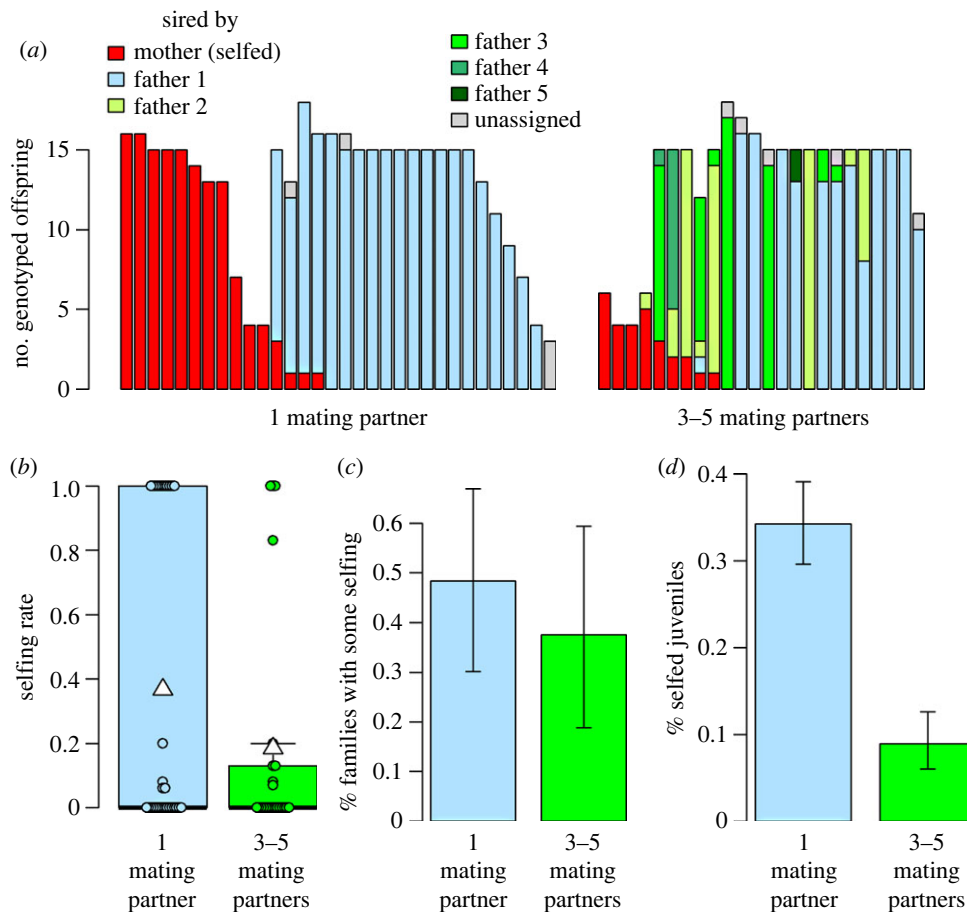 sired by
(a)
mother (selfed)
father 1
father 2
father 3
father 4
father 5
unassigned
no. genotyped offspring
15
10
5
0
1 mating partner
3–5 mating partners
(b)
selfing rate
1.0
0.8
0.6
0.4
0.2
0
1
mating
partner
3–5
mating
partners
(c)
% families with some selfing
0.6
0.5
0.4
0.3
0.2
0.1
0
1
mating
partner
3–5
mating
partners
(d)
% selfed juveniles
0.4
0.3
0.2
0.1
0
1
mating
partner
3–5
mating
partners